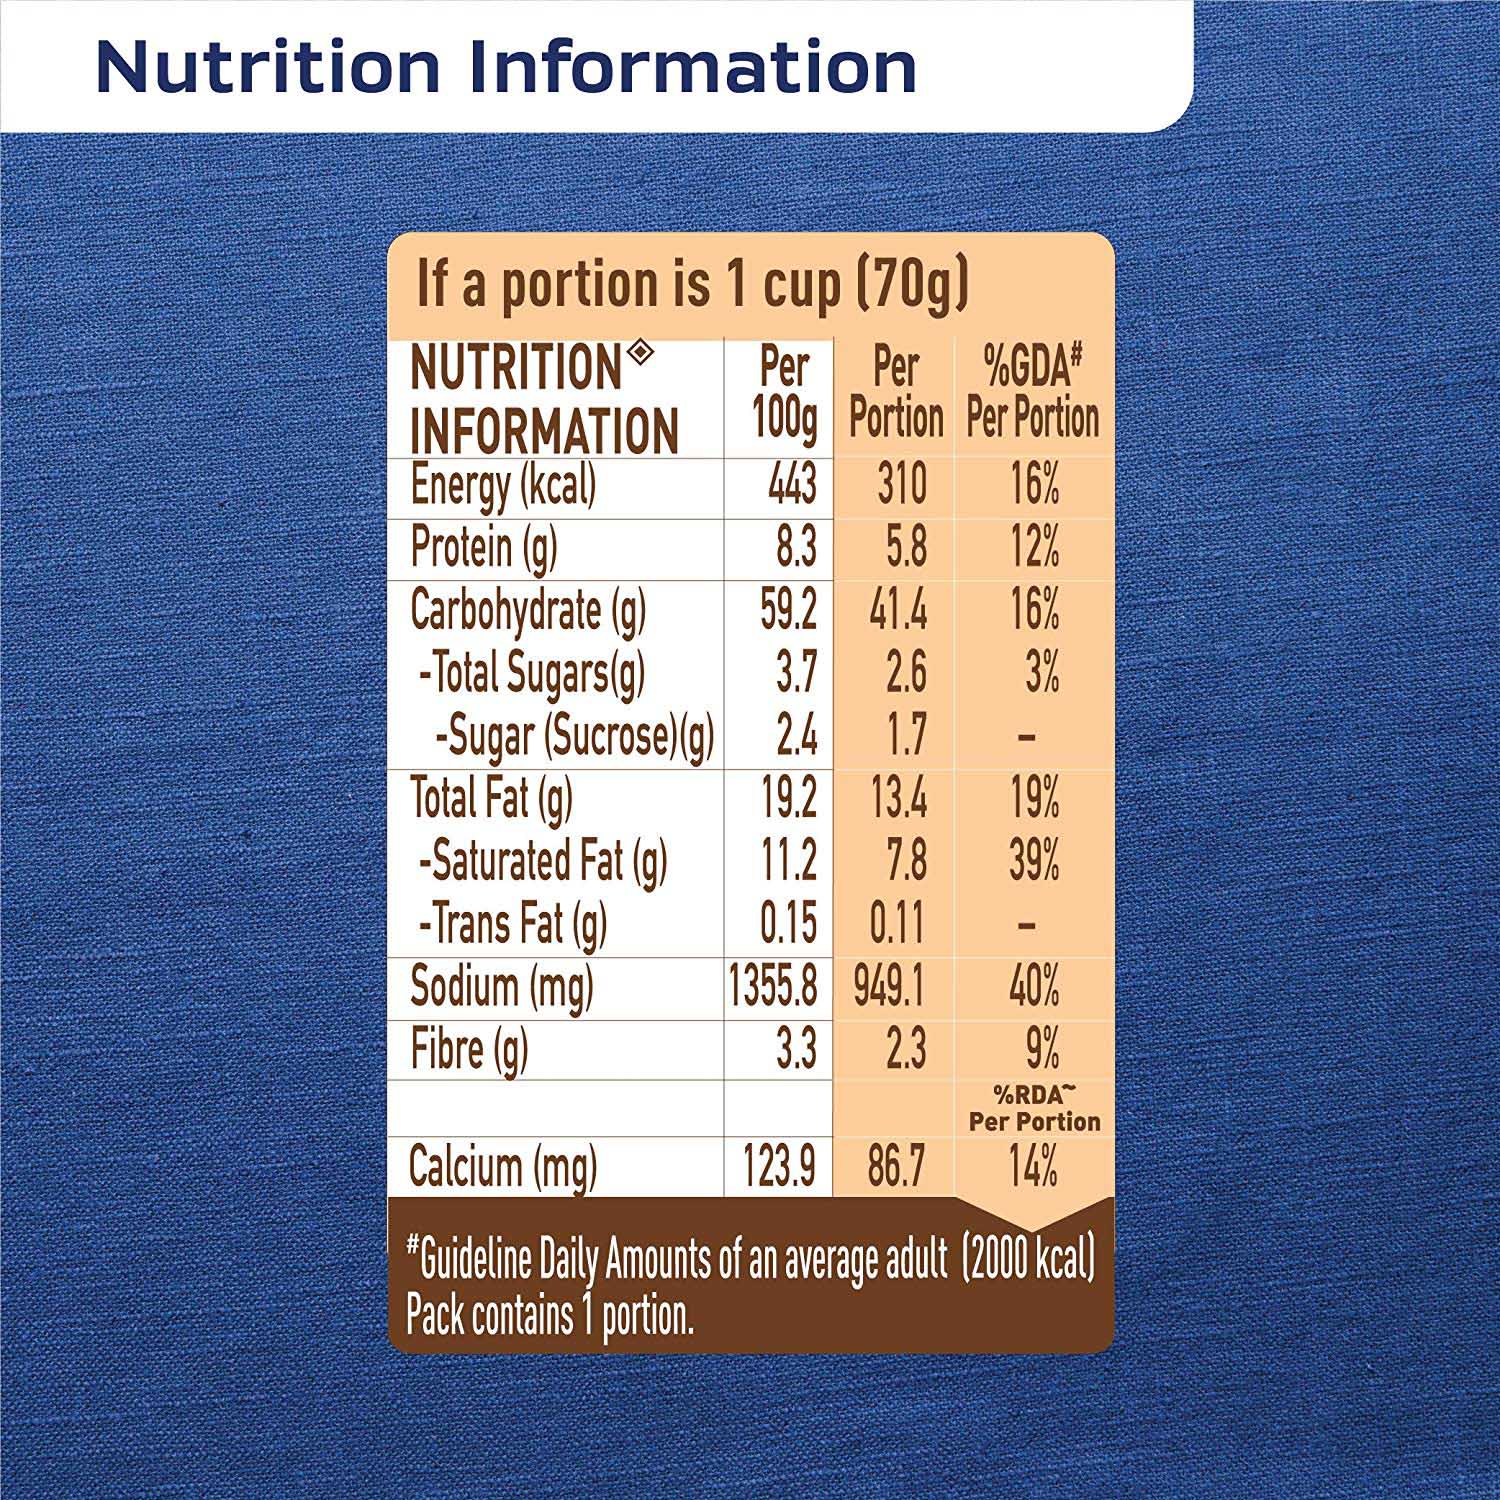 Nutrition Information
If a portion is 1 cup (70g)
NUTRITION◈ Per Per %GDA#
INFORMATION 100g Portion Per Portion
Energy (kcal) 443 310 16%
Protein (g) 8.3 5.8 12%
Carbohydrate (g) 59.2 41.4 16%
-Total Sugars(g) 3.7 2.6 3%
-Sugar (Sucrose)(g) 2.4 1.7 –
Total Fat (g) 19.2 13.4 19%
-Saturated Fat (g) 11.2 7.8 39%
-Trans Fat (g) 0.15 0.11 –
Sodium (mg) 1355.8 949.1 40%
Fibre (g) 3.3 2.3 9%
%RDA~
Per Portion
Calcium (mg) 123.9 86.7 14%
#Guideline Daily Amounts of an average adult (2000 kcal)
Pack contains 1 portion.